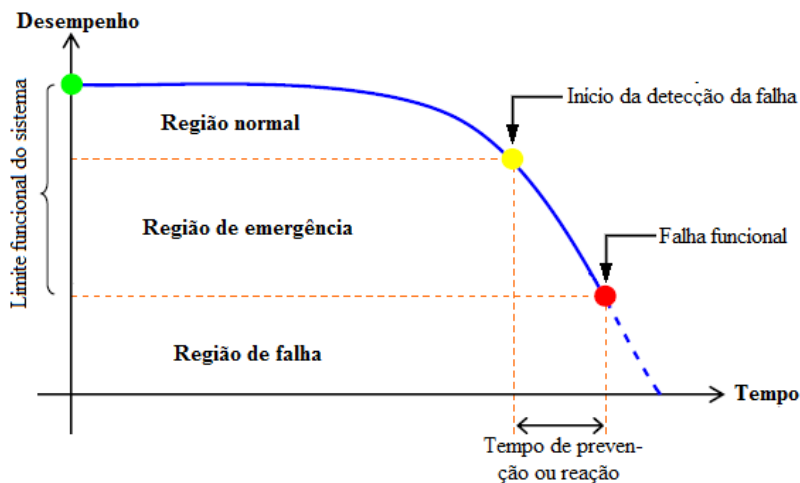 Desempenho
Limite funcional do sistema
Início da detecção da falha
Região normal
Região de emergência
Falha funcional
Região de falha
Tempo
Tempo de preven-
ção ou reação